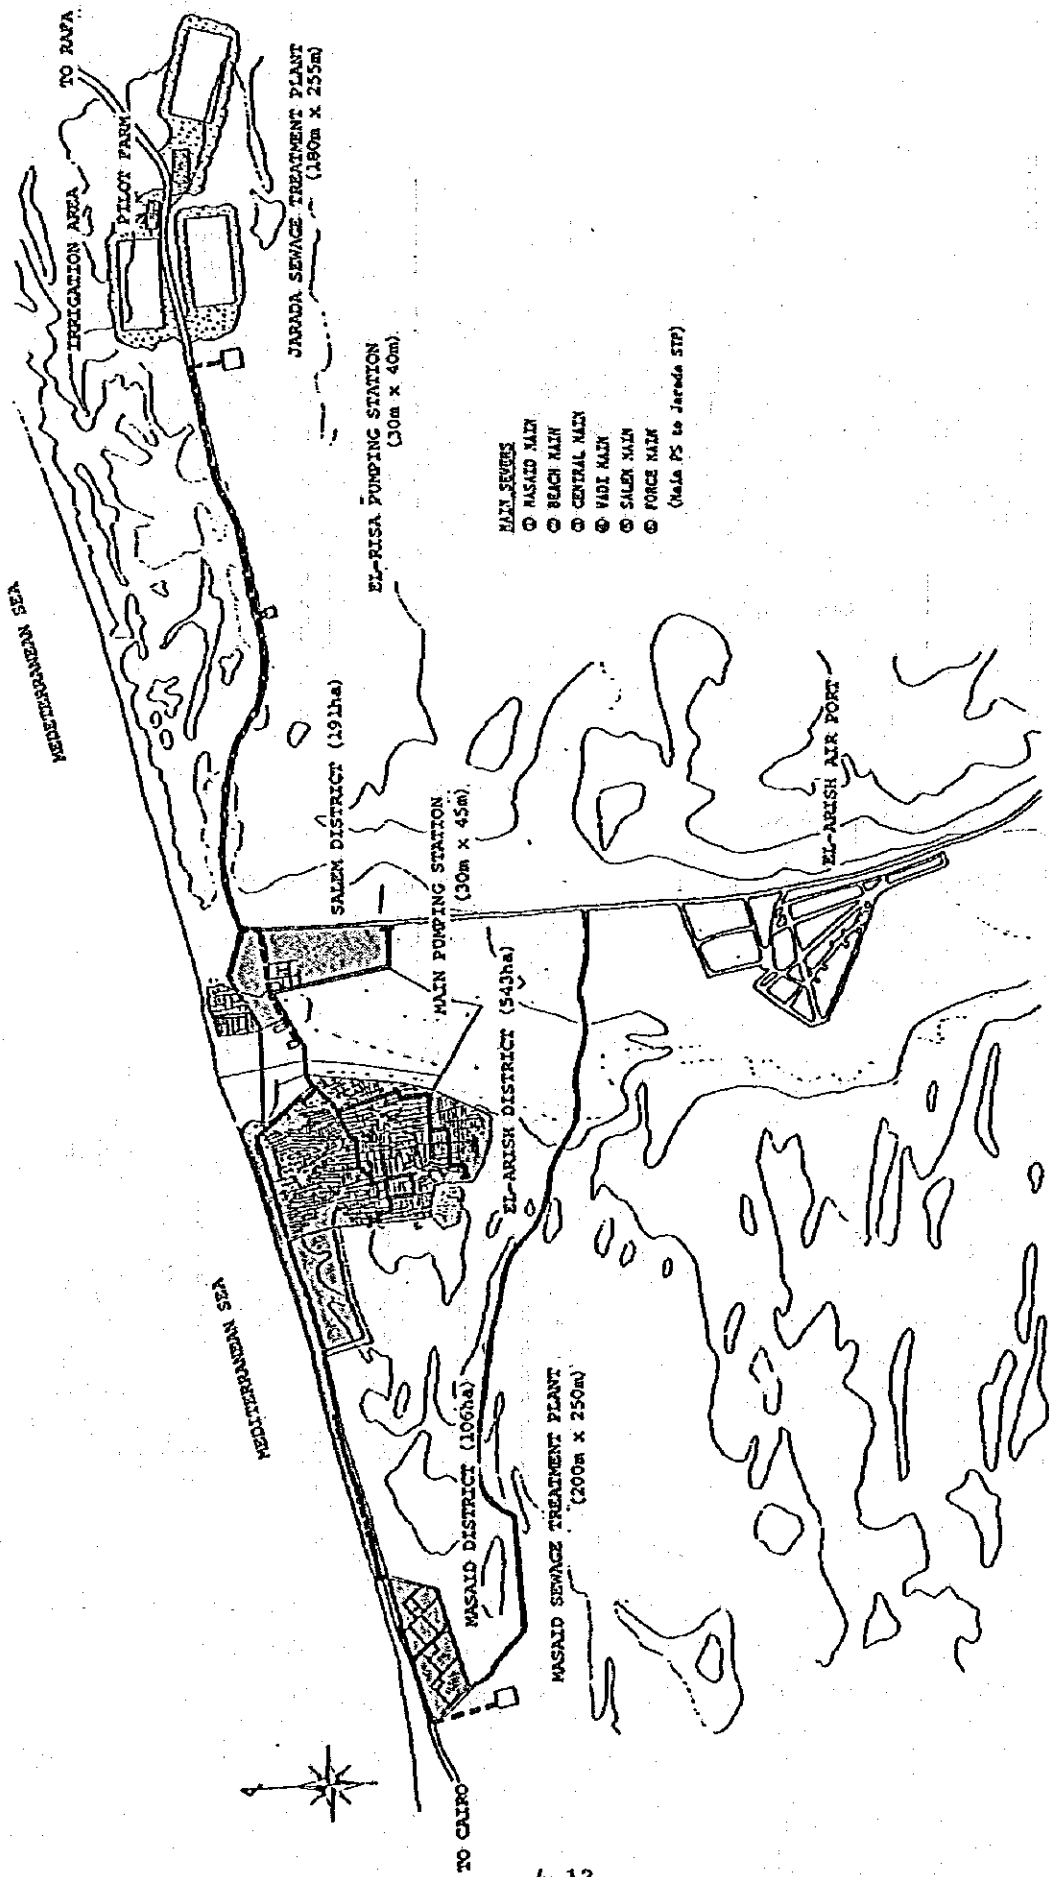 MEDETERRANEAN SEA
TO RAFA
IRRIGATION AREA
PILOT FARM
JARADA SEWAGE TREATMENT PLANT
(180m x 255m)
EL-RISA PUMPING STATION
(30m x 40m)
SALEM DISTRICT (191ha)
MAIN PUMPING STATION
(30m x 45m)
EL-ARISH DISTRICT (543ha)
EL-ARISH AIR PORT
MEDITERRANEAN SEA
MASAID DISTRICT (106ha)
MASAID SEWAGE TREATMENT PLANT
(200m x 250m)
TO CAIRO
MAIN SEWERS
① MASAID MAIN
② BEACH MAIN
③ CENTRAL MAIN
④ WADI MAIN
⑤ SALEM MAIN
⑥ FORCE MAIN
(Main PS to Jarada STP)